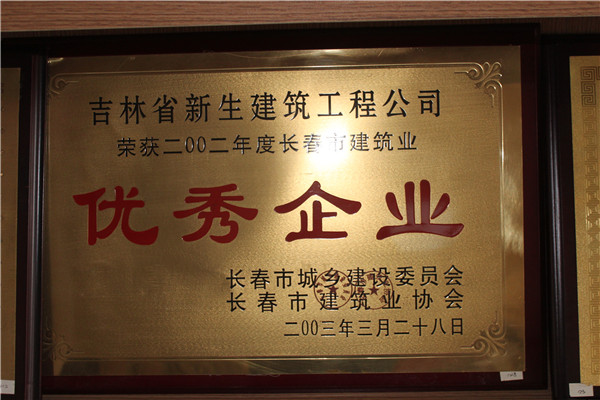 吉林省新生建筑工程公司
荣获二00二年度长春市建筑业
优秀企业
长春市城乡建设委员会
长春市建筑业协会
二00三年三月二十八日